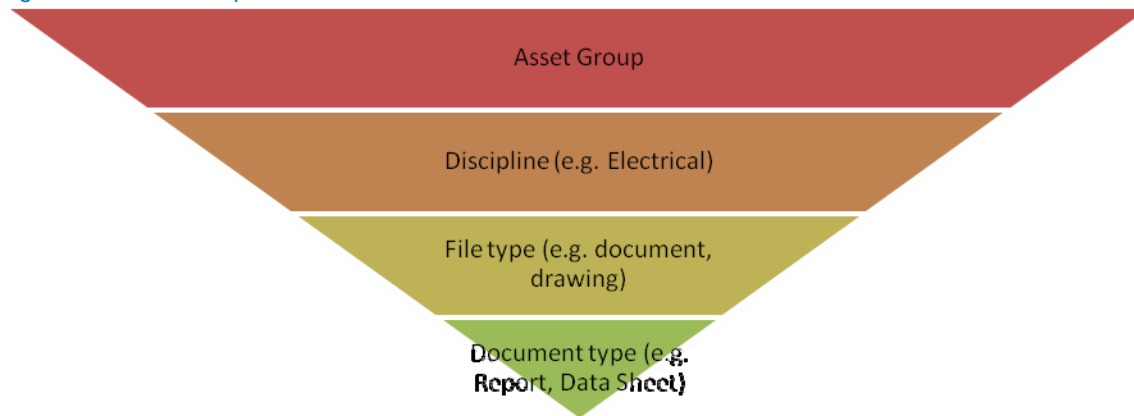 Asset Group
Discipline (e.g. Electrical)
File type (e.g. document,
drawing)
Document type (e.g.
Report, Data Sheet)